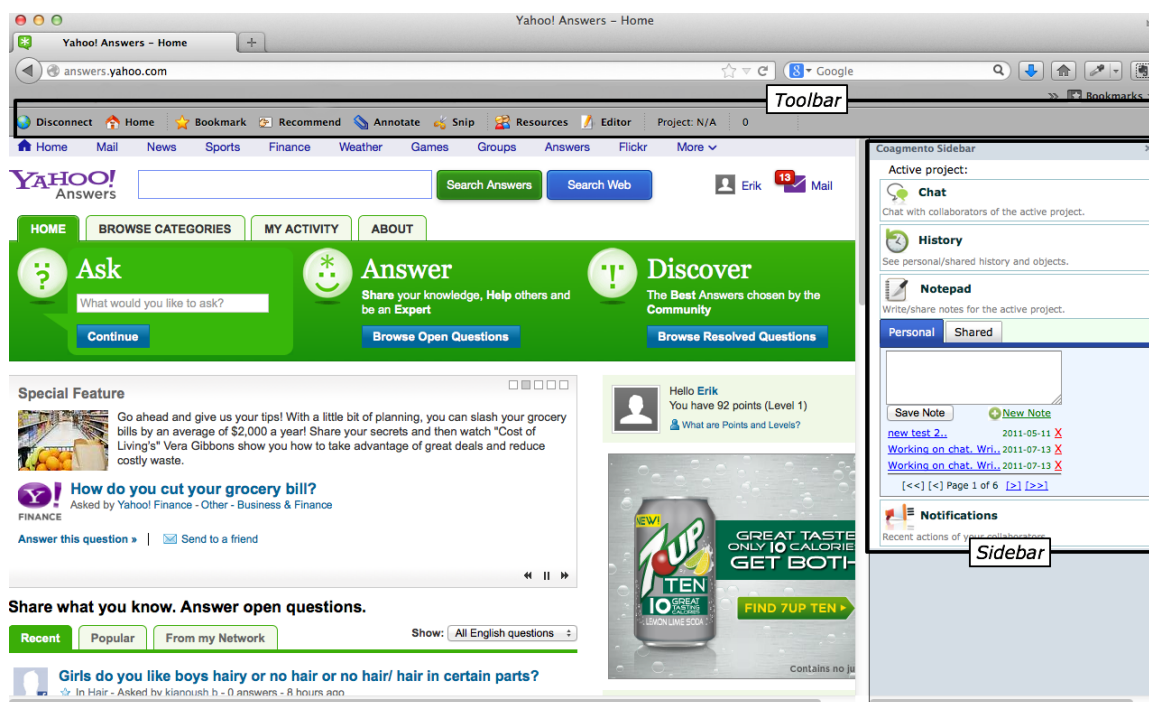 Yahoo! Answers – Home
Yahoo! Answers – Home
answers.yahoo.com
Google
Toolbar
Bookmarks
Disconnect Home Bookmark Recommend Annotate Snip Resources Editor Project: N/A 0
Home Mail News Sports Finance Weather Games Groups Answers Flickr More
YAHOO! Answers
Search Answers
Search Web
Erik
13
Mail
HOME BROWSE CATEGORIES MY ACTIVITY ABOUT
Ask
What would you like to ask?
Continue
Answer
Share your knowledge, Help others and
be an Expert
Browse Open Questions
Discover
The Best Answers chosen by the
Community
Browse Resolved Questions
Special Feature
Go ahead and give us your tips! With a little bit of planning, you can slash your grocery
bills by an average of $2,000 a year! Share your secrets and then watch "Cost of
Living's" Vera Gibbons show you how to take advantage of great deals and reduce
costly waste.
Y!
FINANCE
How do you cut your grocery bill?
Asked by Yahoo! Finance - Other - Business & Finance
Answer this question » | Send to a friend
Hello Erik
You have 92 points (Level 1)
What are Points and Levels?
NEW!
7UP
TEN
10 GREAT TASTING CALORIES
LEMON LIME SODA
GREAT TASTE
ONLY 10 CALORIE
GET BOTH
FIND 7UP TEN
Contains no ju
Share what you know. Answer open questions.
Recent Popular From my Network
Show: All English questions
Girls do you like boys hairy or no hair or no hair/ hair in certain parts?
In Hair - Asked by kianoush b - 0 answers - 8 hours ago
Coagmento Sidebar
Active project:
Chat
Chat with collaborators of the active project.
History
See personal/shared history and objects.
Notepad
Write/share notes for the active project.
Personal Shared
Save Note New Note
new test 2.. 2011-05-11 X
Working on chat. Wri.. 2011-07-13 X
Working on chat. Wri.. 2011-07-13 X
[<<] [<] Page 1 of 6 [>] [>>]
Notifications
Recent actions of your collaborators
Sidebar